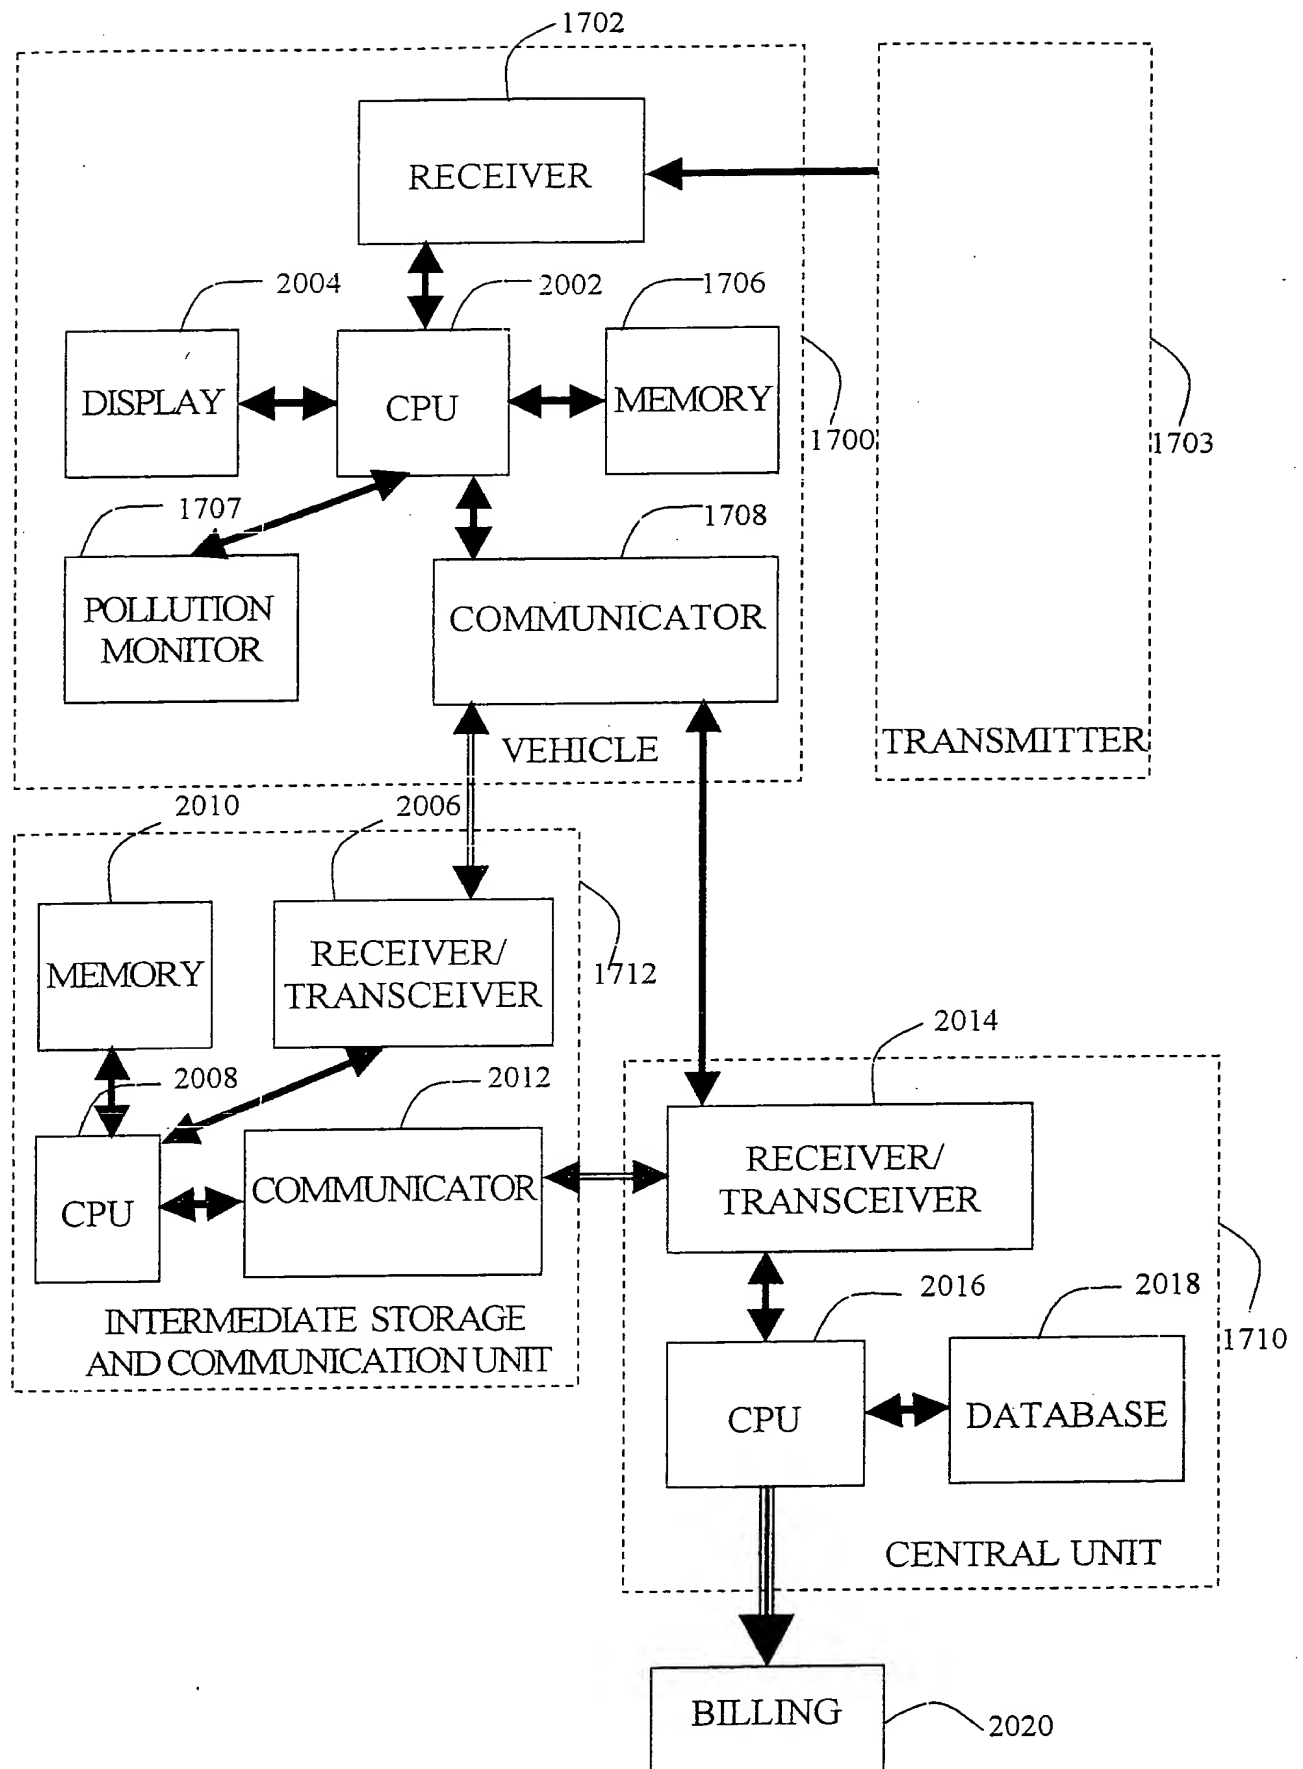 1702
RECEIVER
2004
2002
1706
DISPLAY
CPU
MEMORY
1700
1703
1707
1708
POLLUTION
MONITOR
COMMUNICATOR
VEHICLE
TRANSMITTER
2010
2006
MEMORY
RECEIVER/
TRANSCEIVER
1712
2014
2008
2012
CPU
COMMUNICATOR
RECEIVER/
TRANSCEIVER
INTERMEDIATE STORAGE
AND COMMUNICATION UNIT
2016
2018
1710
CPU
DATABASE
CENTRAL UNIT
BILLING
2020